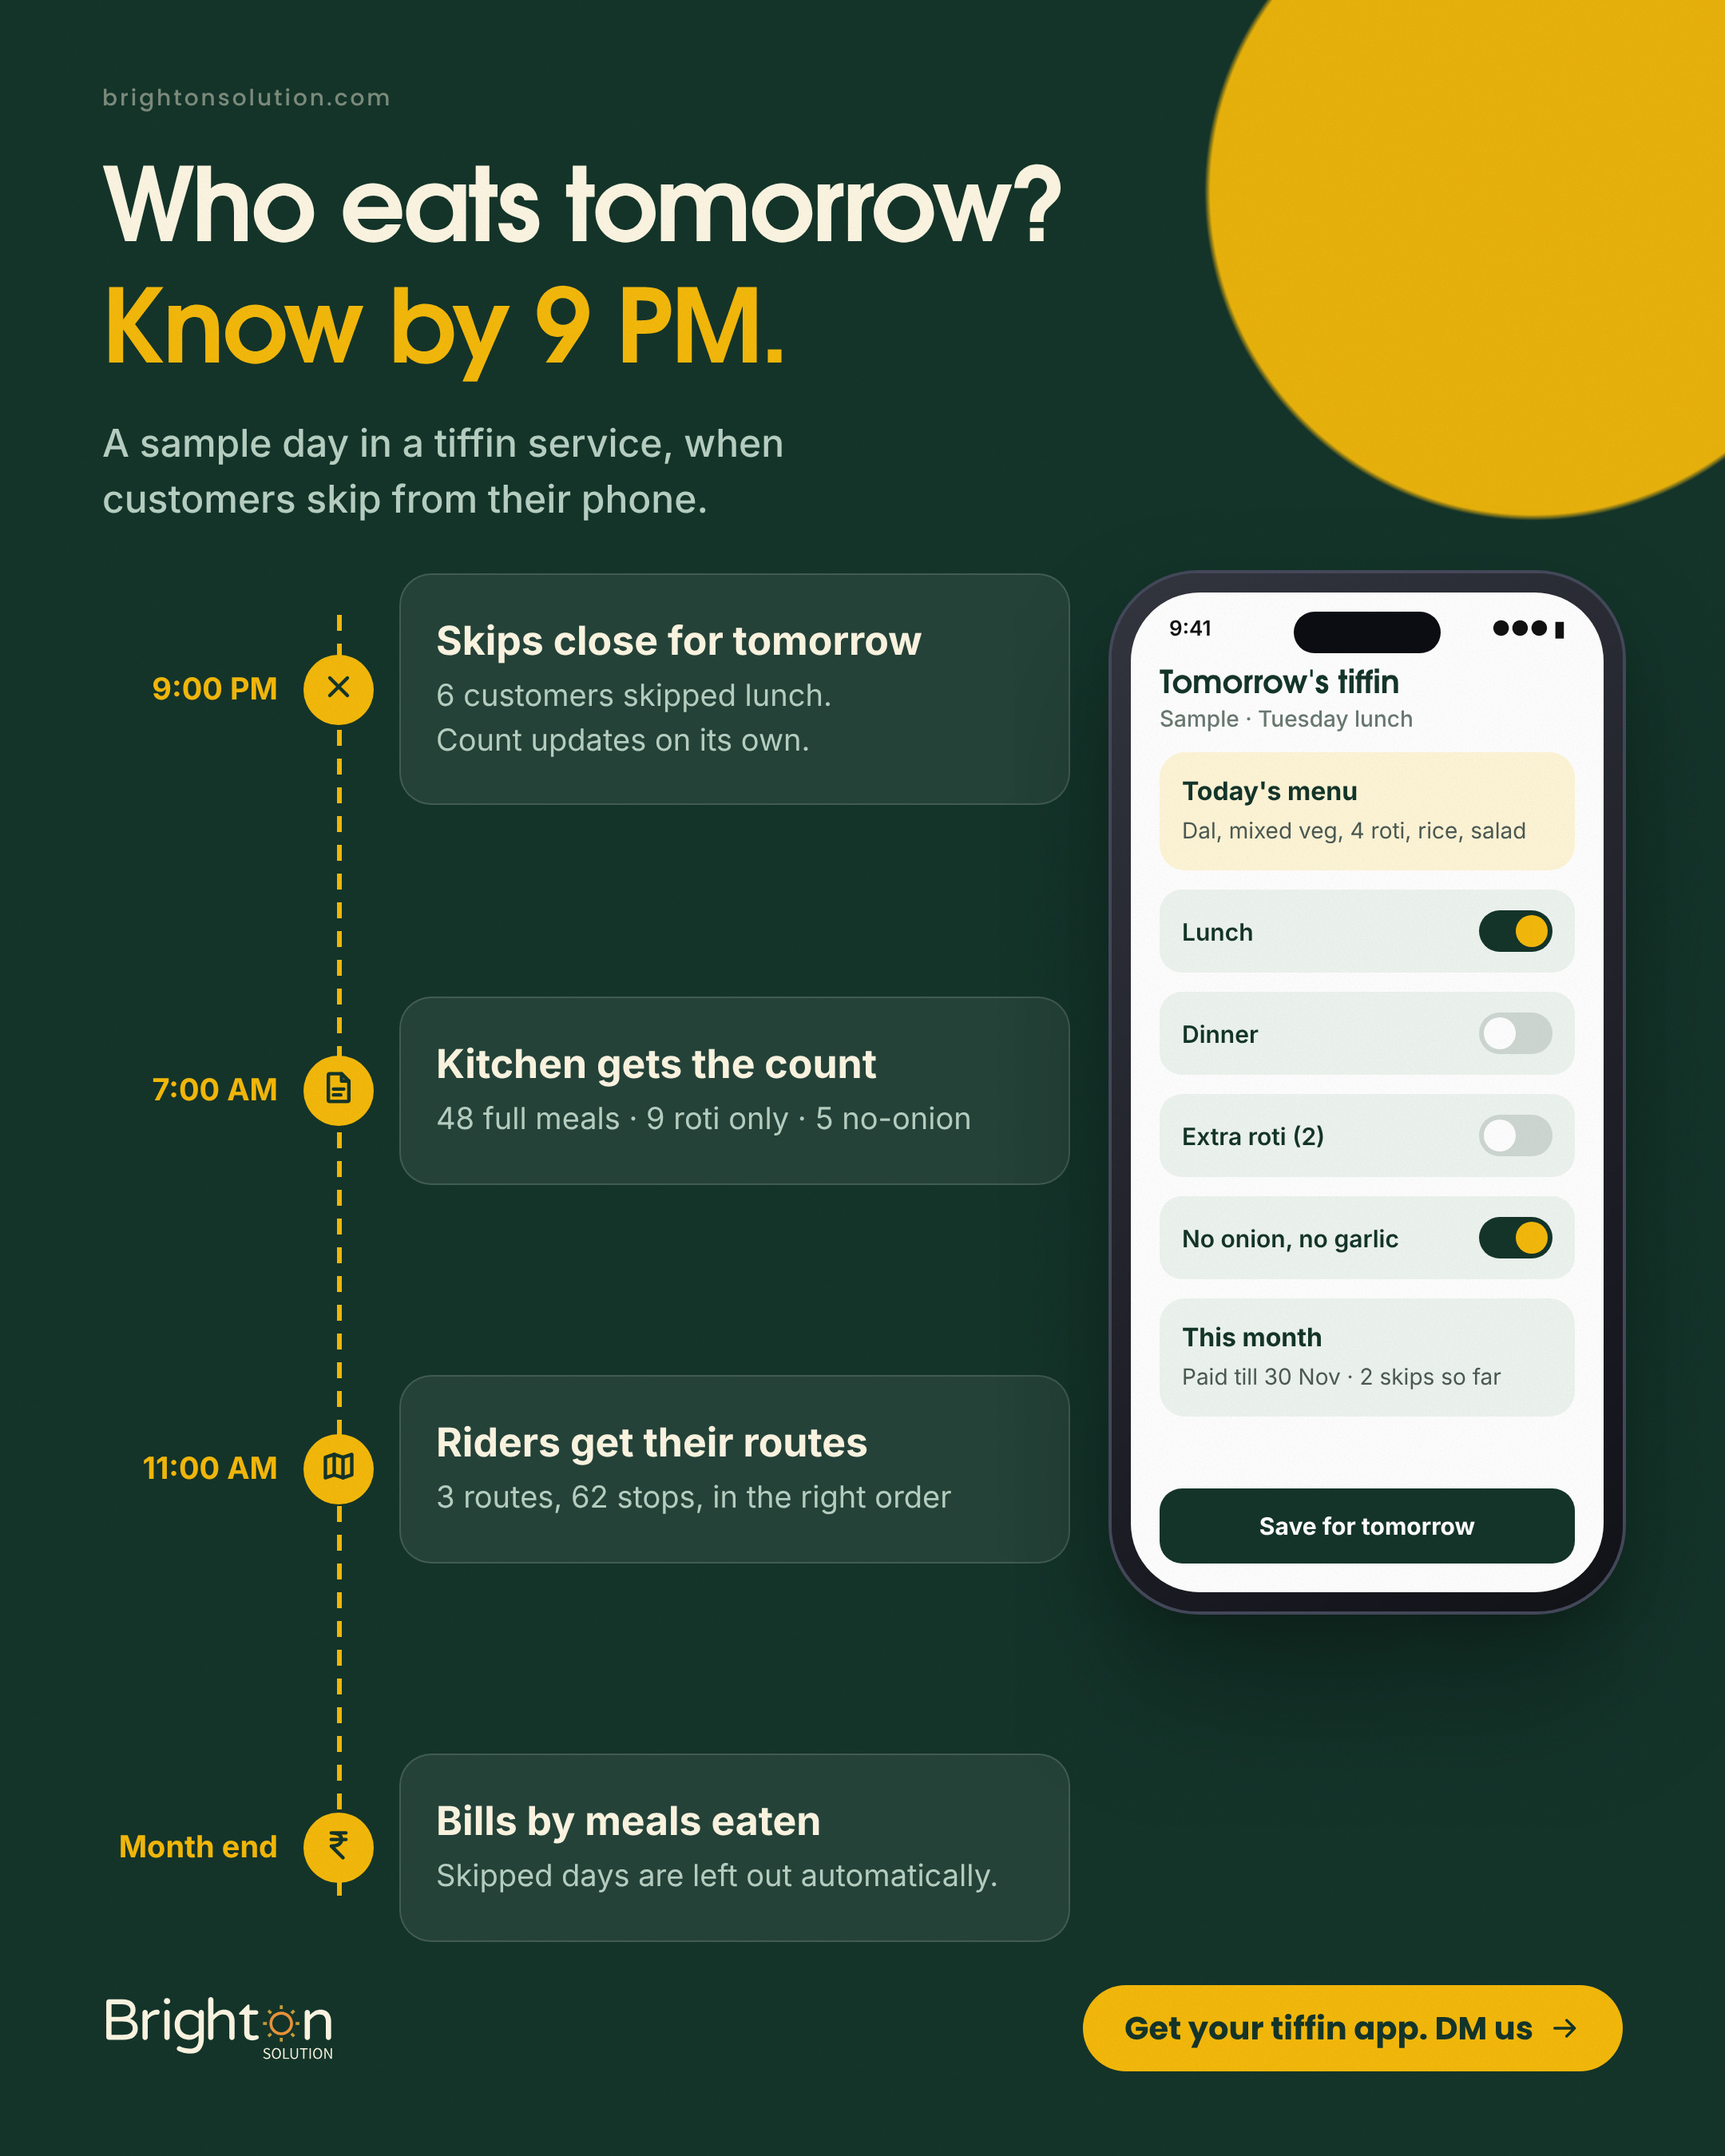 brightonsolution.com
Who eats tomorrow?
Know by 9 PM.
A sample day in a tiffin service, when
customers skip from their phone.
9:00 PM
Skips close for tomorrow
6 customers skipped lunch.
Count updates on its own.
7:00 AM
Kitchen gets the count
48 full meals · 9 roti only · 5 no-onion
11:00 AM
Riders get their routes
3 routes, 62 stops, in the right order
Month end
₹
Bills by meals eaten
Skipped days are left out automatically.
9:41
Tomorrow's tiffin
Sample · Tuesday lunch
Today's menu
Dal, mixed veg, 4 roti, rice, salad
Lunch
Dinner
Extra roti (2)
No onion, no garlic
This month
Paid till 30 Nov · 2 skips so far
Save for tomorrow
Brighton
SOLUTION
Get your tiffin app. DM us →